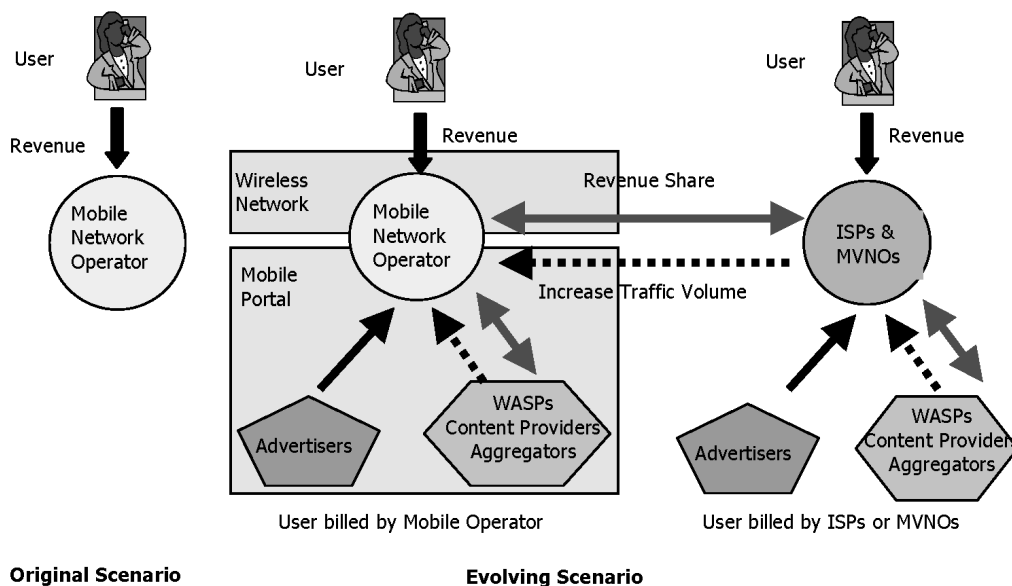 User
Revenue
Mobile
Network
Operator
User
Revenue
Wireless
Network
Mobile
Network
Operator
Mobile
Portal
Revenue Share
Increase Traffic Volume
Advertisers
WASPs
Content Providers
Aggregators
User billed by Mobile Operator
User
Revenue
ISPs &
MVNOs
Advertisers
WASPs
Content Providers
Aggregators
User billed by ISPs or MVNOs
Original Scenario
Evolving Scenario